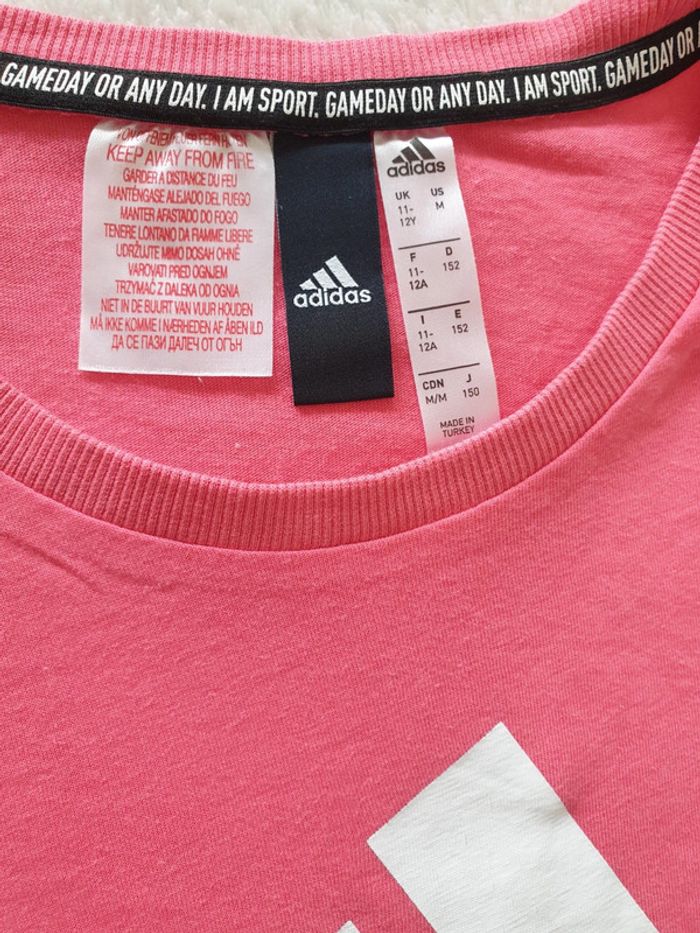 GAMEDAY OR ANY DAY. I AM SPORT. GAMEDAY OR ANY DAY. I AM SPORT. GAMEDAY OR
KEEP AWAY FROM FIRE
GARDER A DISTANCE DU FEU
MANTÉNGASE ALEJADO DEL FUEGO
MANTER AFASTADO DO FOGO
TENERE LONTANO DA FIAMME LIBERE
UDRŽUJTE MIMO DOSAH OHNĚ
VAROVATI PRED OGNJEM
TRZYMAĆ Z DALEKA OD OGNIA
NIET IN DE BUURT VAN VUUR HOUDEN
MÅ IKKE KOMME I NÆRHEDEN AF ÅBEN ILD
ДА СЕ ПАЗИ ДАЛЕЧ ОТ ОГЪН
adidas
adidas
UK US
11- M
12Y
F D
11- 152
12A
I E
11- 152
12A
CDN J
M/M 150
MADE IN
TURKEY